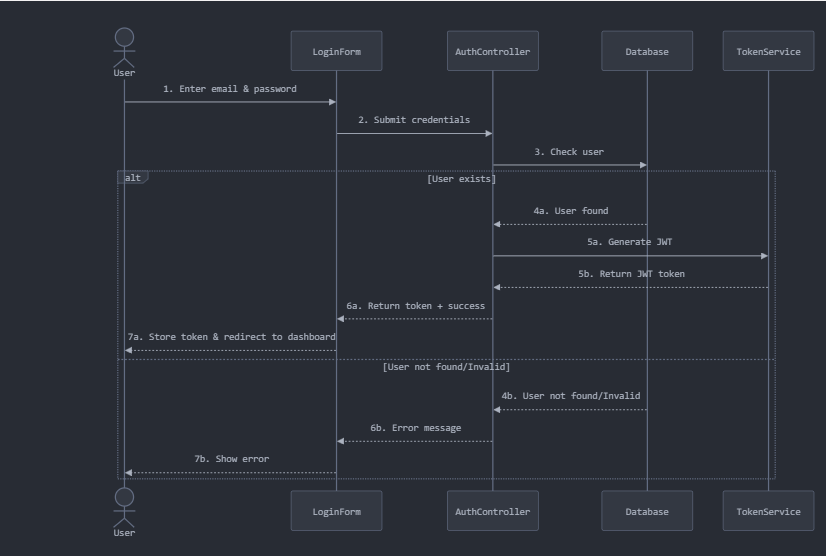 User
LoginForm
AuthController
Database
TokenService
1. Enter email & password
2. Submit credentials
3. Check user
alt
[User exists]
4a. User found
5a. Generate JWT
5b. Return JWT token
6a. Return token + success
7a. Store token & redirect to dashboard
[User not found/Invalid]
4b. User not found/Invalid
6b. Error message
7b. Show error
User
LoginForm
AuthController
Database
TokenService